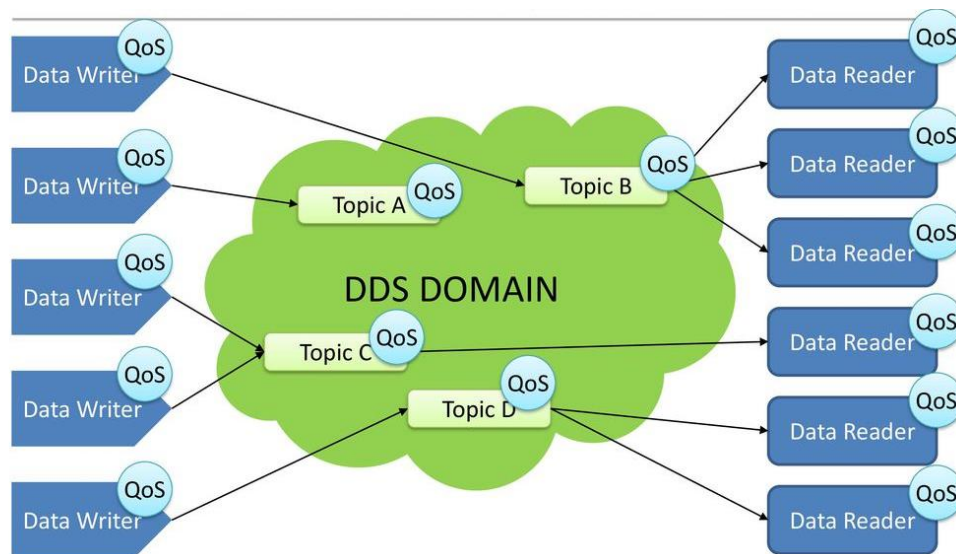 QoS
Data Writer
QoS
Data Reader
QoS
Data Writer
QoS
Topic A
QoS
Topic B
QoS
Data Reader
QoS
Data Reader
QoS
Data Writer
DDS DOMAIN
QoS
Topic C
QoS
Data Reader
QoS
Data Writer
QoS
Topic D
QoS
Data Reader
QoS
Data Writer
QoS
Data Reader